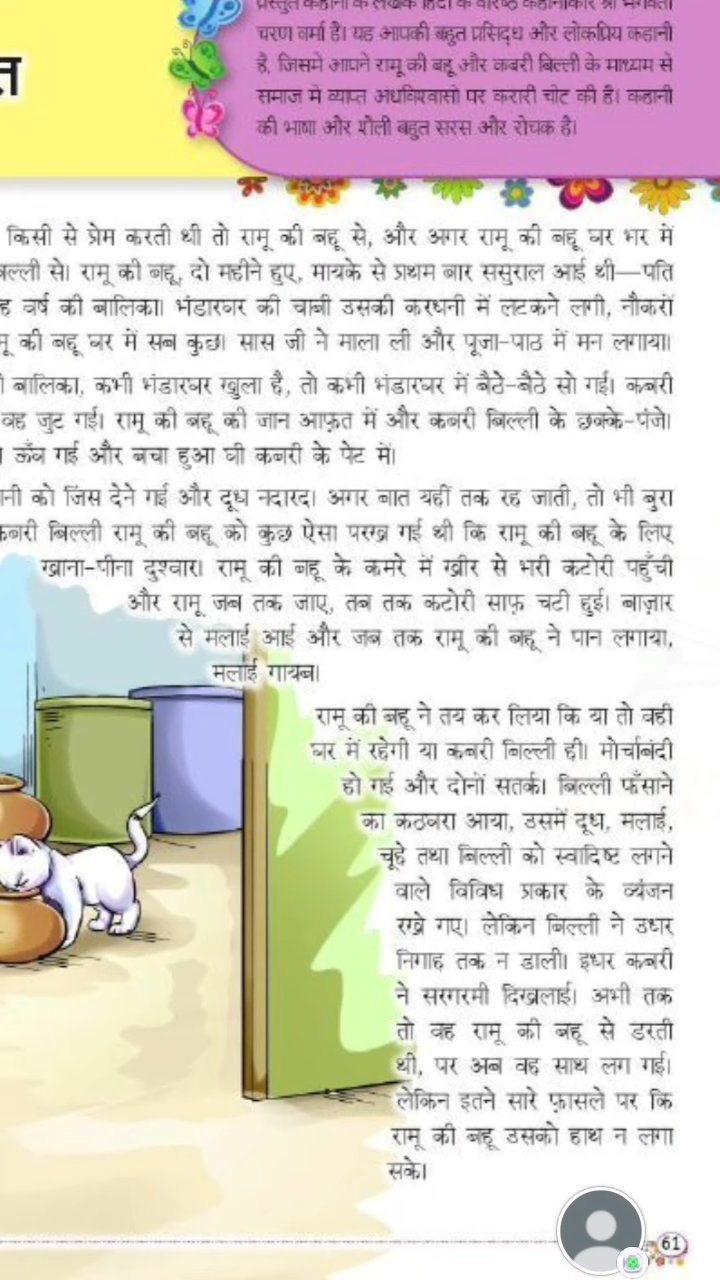 त
प्रस्तुत कहानी के लेखक हिंदी के वरिष्ठ कहानीकार श्री भगवती
चरण वर्मा हैं। यह आपकी बहुत प्रसिद्ध और लोकप्रिय कहानी
है, जिसमें आपने रामू की बहू और कबरी बिल्ली के माध्यम से
समाज में व्याप्त अंधविश्वासों पर करारी चोट की है। कहानी
की भाषा और शैली बहुत सरस और रोचक है।
किसी से प्रेम करती थी तो रामू की बहू से, और अगर रामू की बहू घर भर में
बिल्ली से। रामू की बहू, दो महीने हुए, मायके से प्रथम बार ससुराल आई थी—पति
ह वर्ष की बालिका। भंडारघर की चाबी उसकी करधनी में लटकने लगी, नौकरों
मू की बहू घर में सब कुछ। सास जी ने माला ली और पूजा-पाठ में मन लगाया।
बालिका, कभी भंडारघर खुला है, तो कभी भंडारघर में बैठे-बैठे सो गई। कबरी
वह जुट गई। रामू की बहू की जान आफ़त में और कबरी बिल्ली के छक्के-पंजे।
ऊँघ गई और बचा हुआ घी कबरी के पेट में।
नी को जिंस देने गई और दूध नदारद। अगर बात यहीं तक रह जाती, तो भी बुरा
कबरी बिल्ली रामू की बहू को कुछ ऐसा परख गई थी कि रामू की बहू के लिए
खाना-पीना दुश्वार। रामू की बहू के कमरे में खीर से भरी कटोरी पहुँची
और रामू जब तक जाए, तब तक कटोरी साफ़ चटी हुई। बाज़ार
से मलाई आई और जब तक रामू की बहू ने पान लगाया,
मलाई गायब।
रामू की बहू ने तय कर लिया कि या तो वही
घर में रहेगी या कबरी बिल्ली ही। मोर्चाबंदी
हो गई और दोनों सतर्क। बिल्ली फँसाने
का कठघरा आया, उसमें दूध, मलाई,
चूहे तथा बिल्ली को स्वादिष्ट लगने
वाले विविध प्रकार के व्यंजन
रखे गए। लेकिन बिल्ली ने उधर
निगाह तक न डाली। इधर कबरी
ने सरगरमी दिखलाई। अभी तक
तो वह रामू की बहू से डरती
थी, पर अब वह साथ लग गई।
लेकिन इतने सारे फ़ासले पर कि
रामू की बहू उसको हाथ न लगा
सके।
61